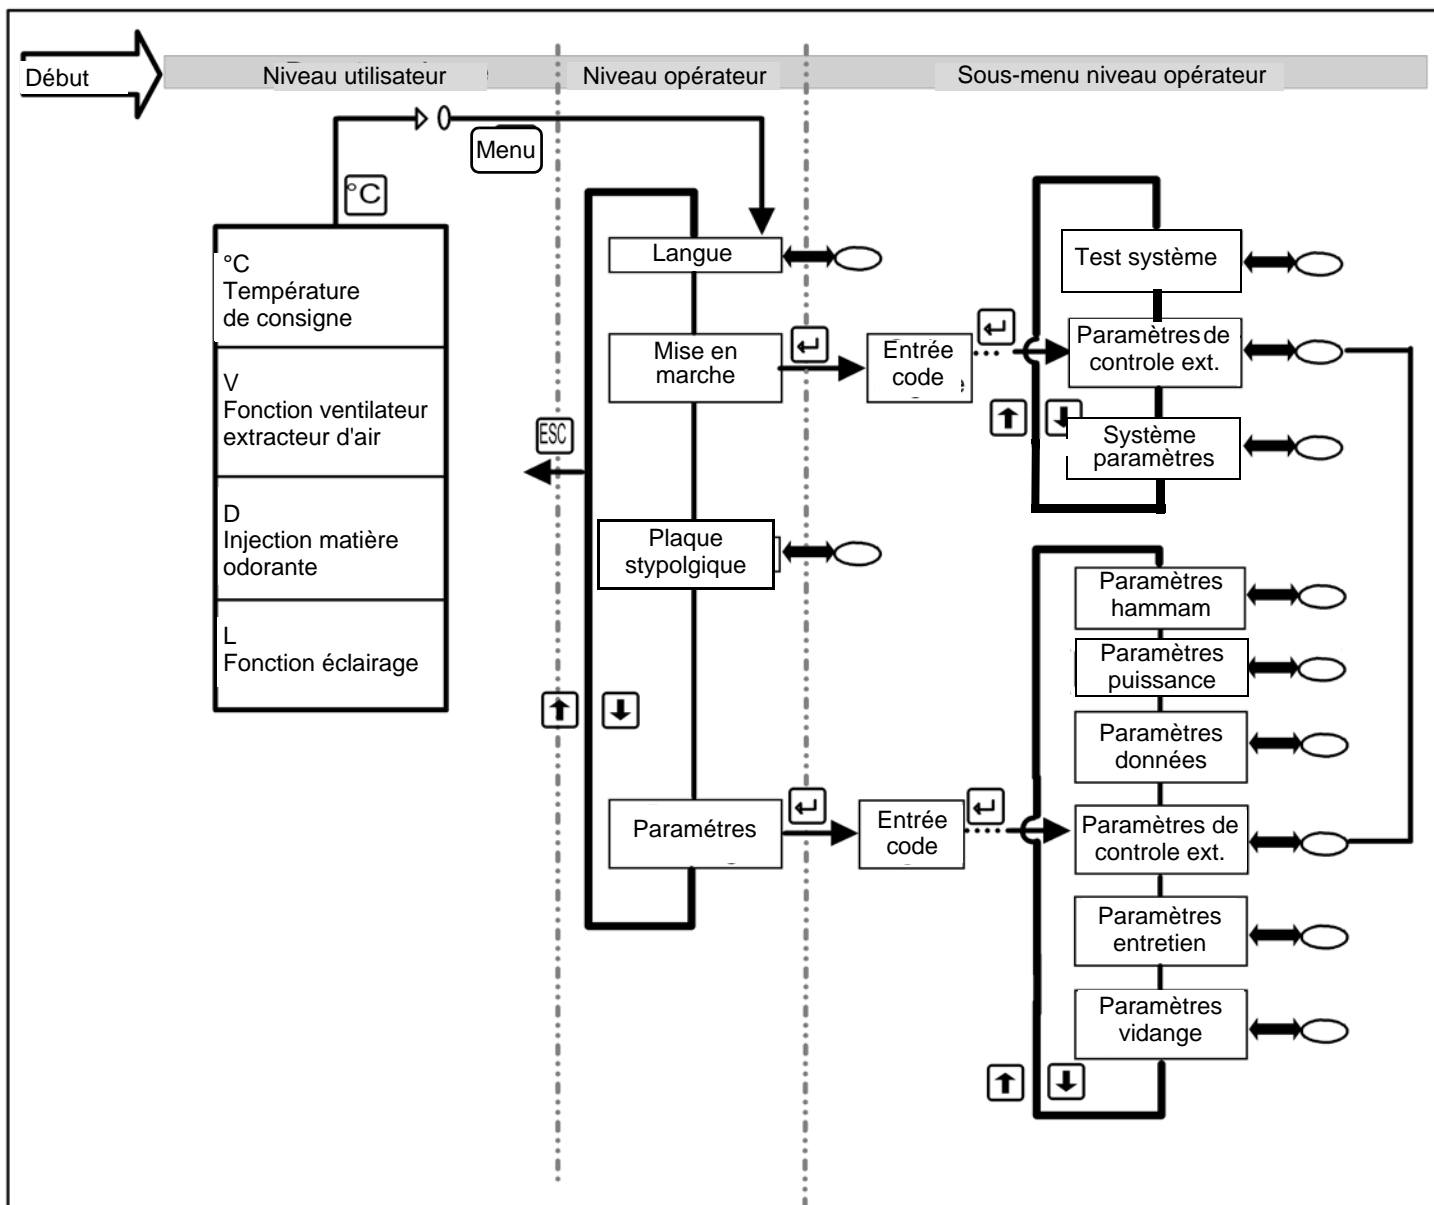 Début
Niveau utilisateur
Niveau opérateur
Sous-menu niveau opérateur
Menu
°C
°C
Température
de consigne
V
Fonction ventilateur
extracteur d'air
D
Injection matière
odorante
L
Fonction éclairage
ESC
Langue
Mise en
marche
Plaque
stypolgique
Paramétres
Entrée
code
Entrée
code
Test système
Paramètres de
controle ext.
Système
paramètres
Paramètres
hammam
Paramètres
puissance
Paramètres
données
Paramètres de
controle ext.
Paramètres
entretien
Paramètres
vidange